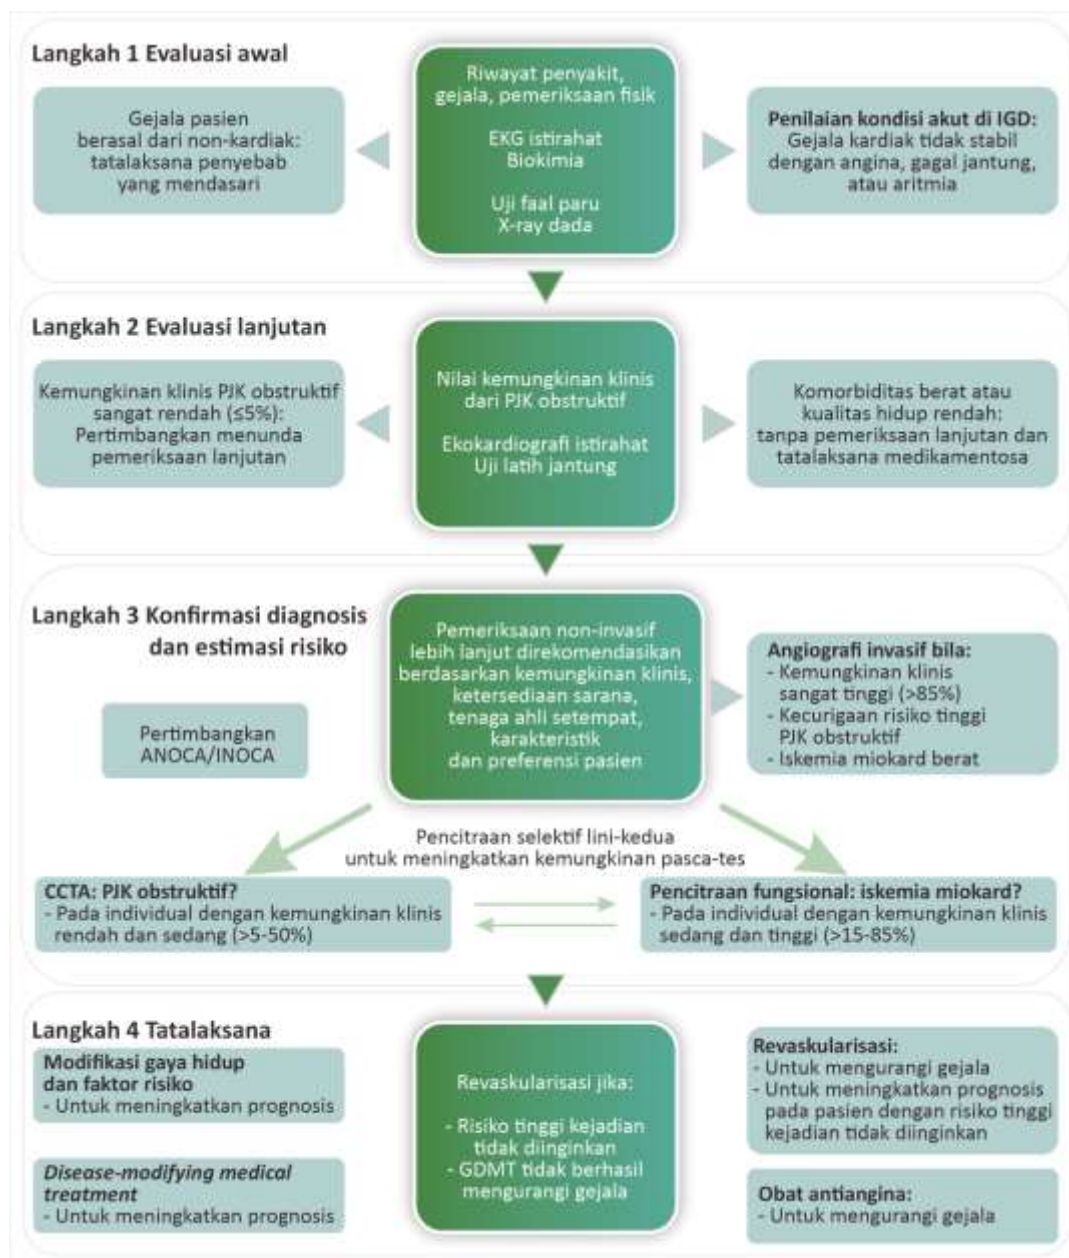 Langkah 1 Evaluasi awal
Gejala pasien
berasal dari non-kardiak:
tatalaksana penyebab
yang mendasari
Riwayat penyakit,
gejala, pemeriksaan fisik
EKG istirahat
Biokimia
Uji faal paru
X-ray dada
Penilaian kondisi akut di IGD:
Gejala kardiak tidak stabil
dengan angina, gagal jantung,
atau aritmia
Langkah 2 Evaluasi lanjutan
Kemungkinan klinis PJK obstruktif
sangat rendah (≤5%):
Pertimbangkan menunda
pemeriksaan lanjutan
Nilai kemungkinan klinis
dari PJK obstruktif
Ekokardiografi istirahat
Uji latih jantung
Komorbiditas berat atau
kualitas hidup rendah:
tanpa pemeriksaan lanjutan dan
tatalaksana medikamentosa
Langkah 3 Konfirmasi diagnosis
dan estimasi risiko
Pertimbangkan
ANOCA/INOCA
Pemeriksaan non-invasif
lebih lanjut direkomendasikan
berdasarkan kemungkinan klinis,
ketersediaan sarana,
tenaga ahli setempat,
karakteristik
dan preferensi pasien
Angiografi invasif bila:
- Kemungkinan klinis
sangat tinggi (>85%)
- Kecurigaan risiko tinggi
PJK obstruktif
- Iskemia miokard berat
Pencitraan selektif lini-kedua
untuk meningkatkan kemungkinan pasca-tes
CCTA: PJK obstruktif?
- Pada individual dengan kemungkinan klinis
rendah dan sedang (>5-50%)
Pencitraan fungsional: iskemia miokard?
- Pada individual dengan kemungkinan klinis
sedang dan tinggi (>15-85%)
Langkah 4 Tatalaksana
Modifikasi gaya hidup
dan faktor risiko
- Untuk meningkatkan prognosis
Disease-modifying medical
treatment
- Untuk meningkatkan prognosis
Revaskularisasi jika:
- Risiko tinggi kejadian
tidak diinginkan
- GDMT tidak berhasil
mengurangi gejala
Revaskularisasi:
- Untuk mengurangi gejala
- Untuk meningkatkan prognosis
pada pasien dengan risiko tinggi
kejadian tidak diinginkan
Obat antiangina:
- Untuk mengurangi gejala